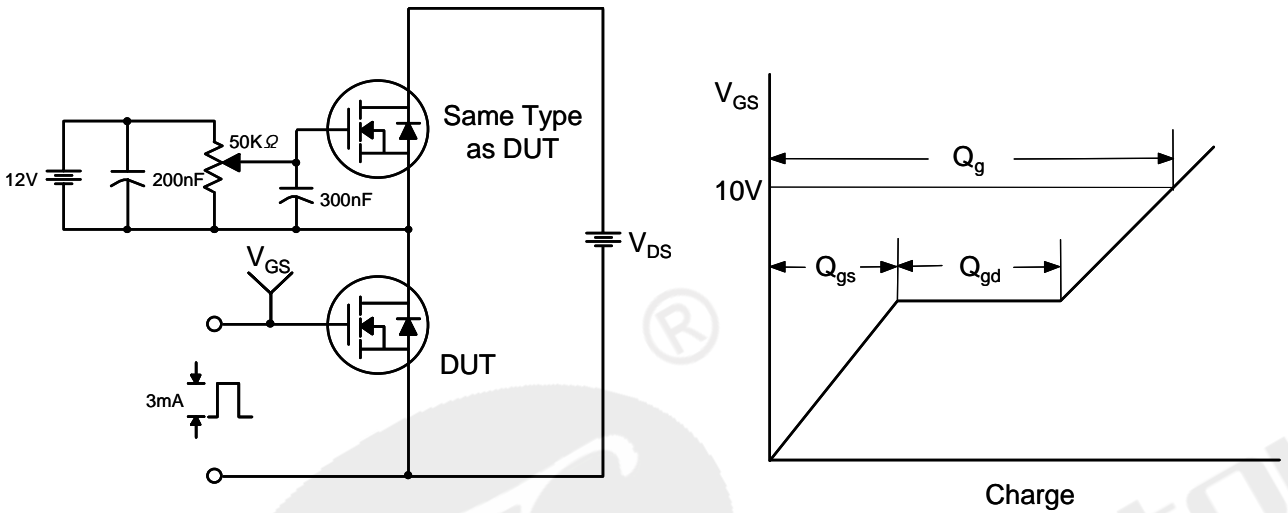 12V
200nF
50KΩ
300nF
Same Type
as DUT
V_DS
V_GS
DUT
3mA
V_GS
10V
Q_g
Q_gs
Q_gd
Charge
®